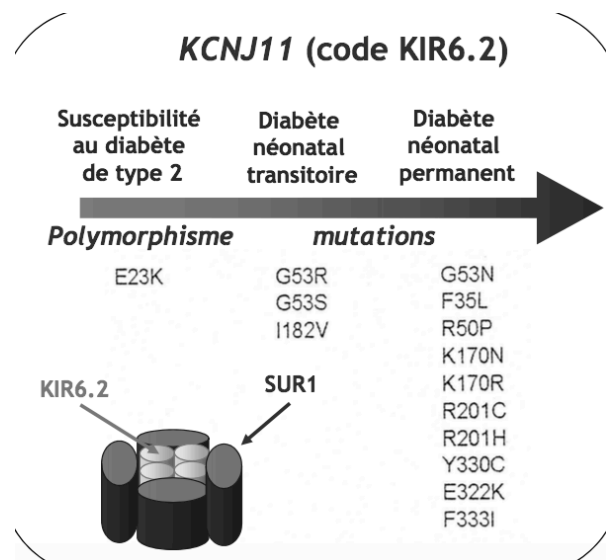 KCNJ11 (code KIR6.2)
Susceptibilité
au diabète
de type 2
Diabète
néonatal
transitoire
Diabète
néonatal
permanent
Polymorphisme
mutations
E23K
G53R
G53S
I182V
G53N
F35L
R50P
K170N
K170R
R201C
R201H
Y330C
E322K
F333I
KIR6.2
SUR1